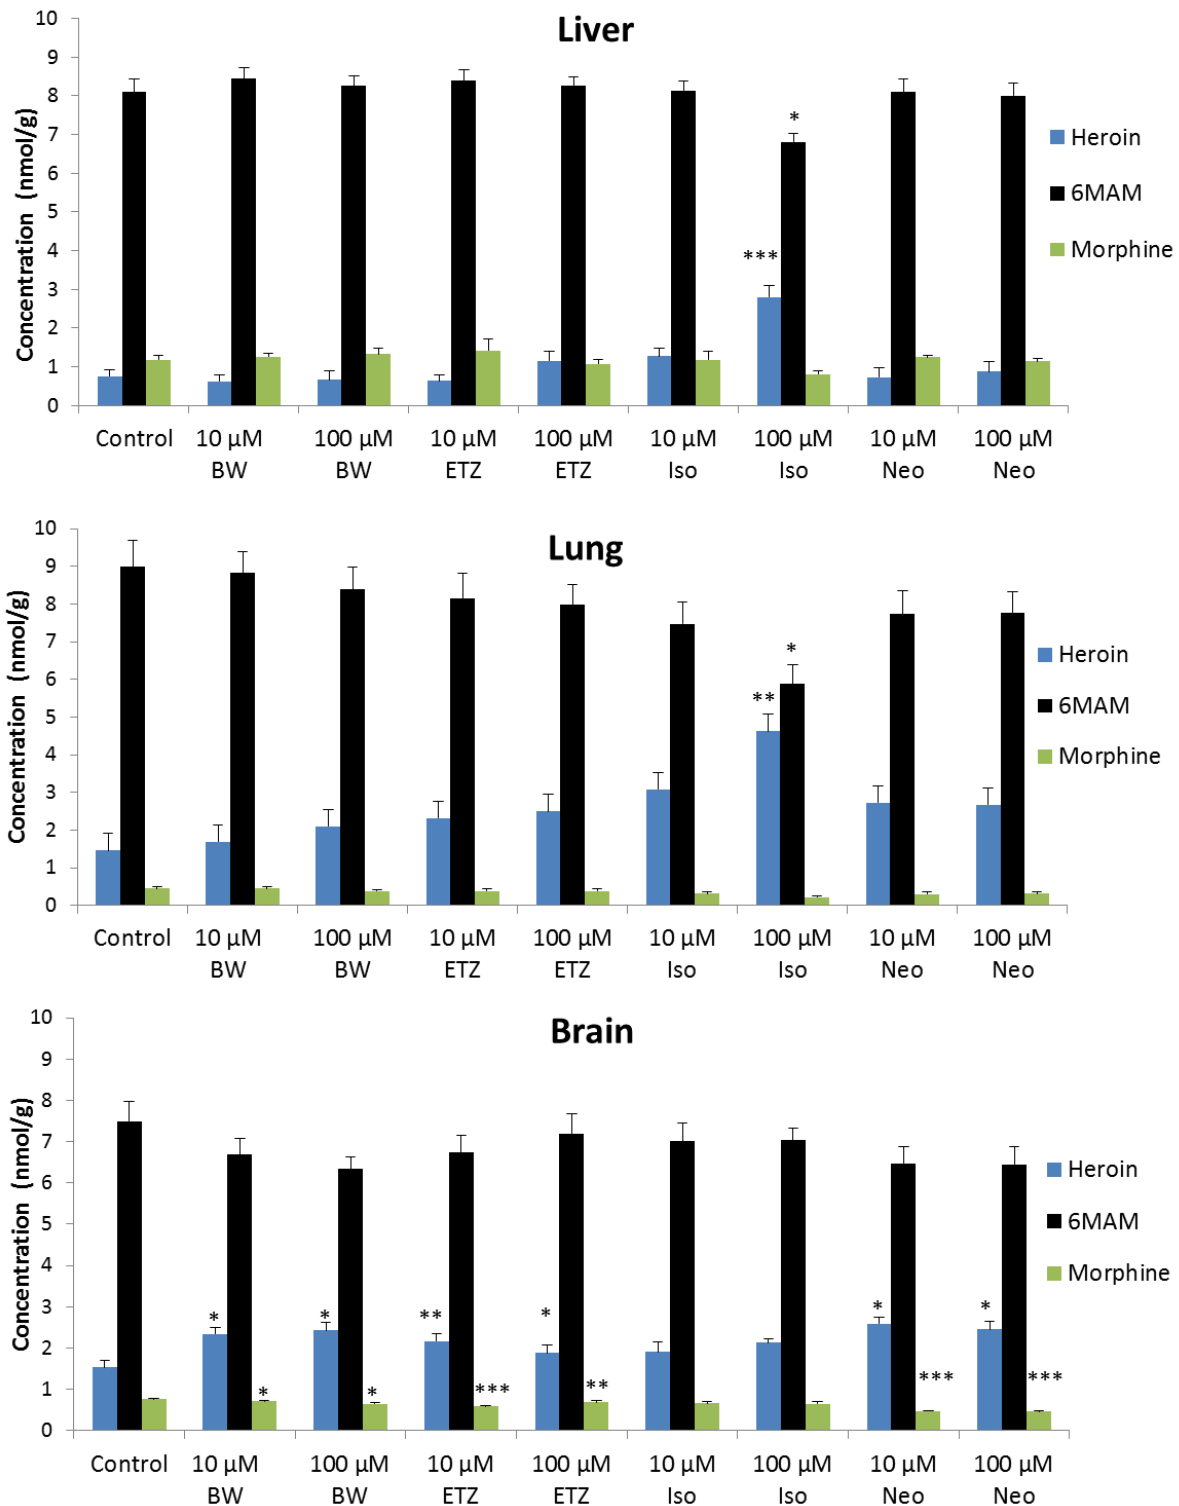 Liver
Concentration (nmol/g)
10
9
8
7
6
5
4
3
2
1
0
*
***
Heroin
6MAM
Morphine
Control 10 µM 100 µM 10 µM 100 µM 10 µM 100 µM 10 µM 100 µM
BW BW ETZ ETZ Iso Iso Neo Neo
Lung
Concentration (nmol/g)
10
9
8
7
6
5
4
3
2
1
0
*
**
Heroin
6MAM
Morphine
Control 10 µM 100 µM 10 µM 100 µM 10 µM 100 µM 10 µM 100 µM
BW BW ETZ ETZ Iso Iso Neo Neo
Brain
Concentration (nmol/g)
10
9
8
7
6
5
4
3
2
1
0
* * ** * * *
* * *** ** *** ***
Heroin
6MAM
Morphine
Control 10 µM 100 µM 10 µM 100 µM 10 µM 100 µM 10 µM 100 µM
BW BW ETZ ETZ Iso Iso Neo Neo